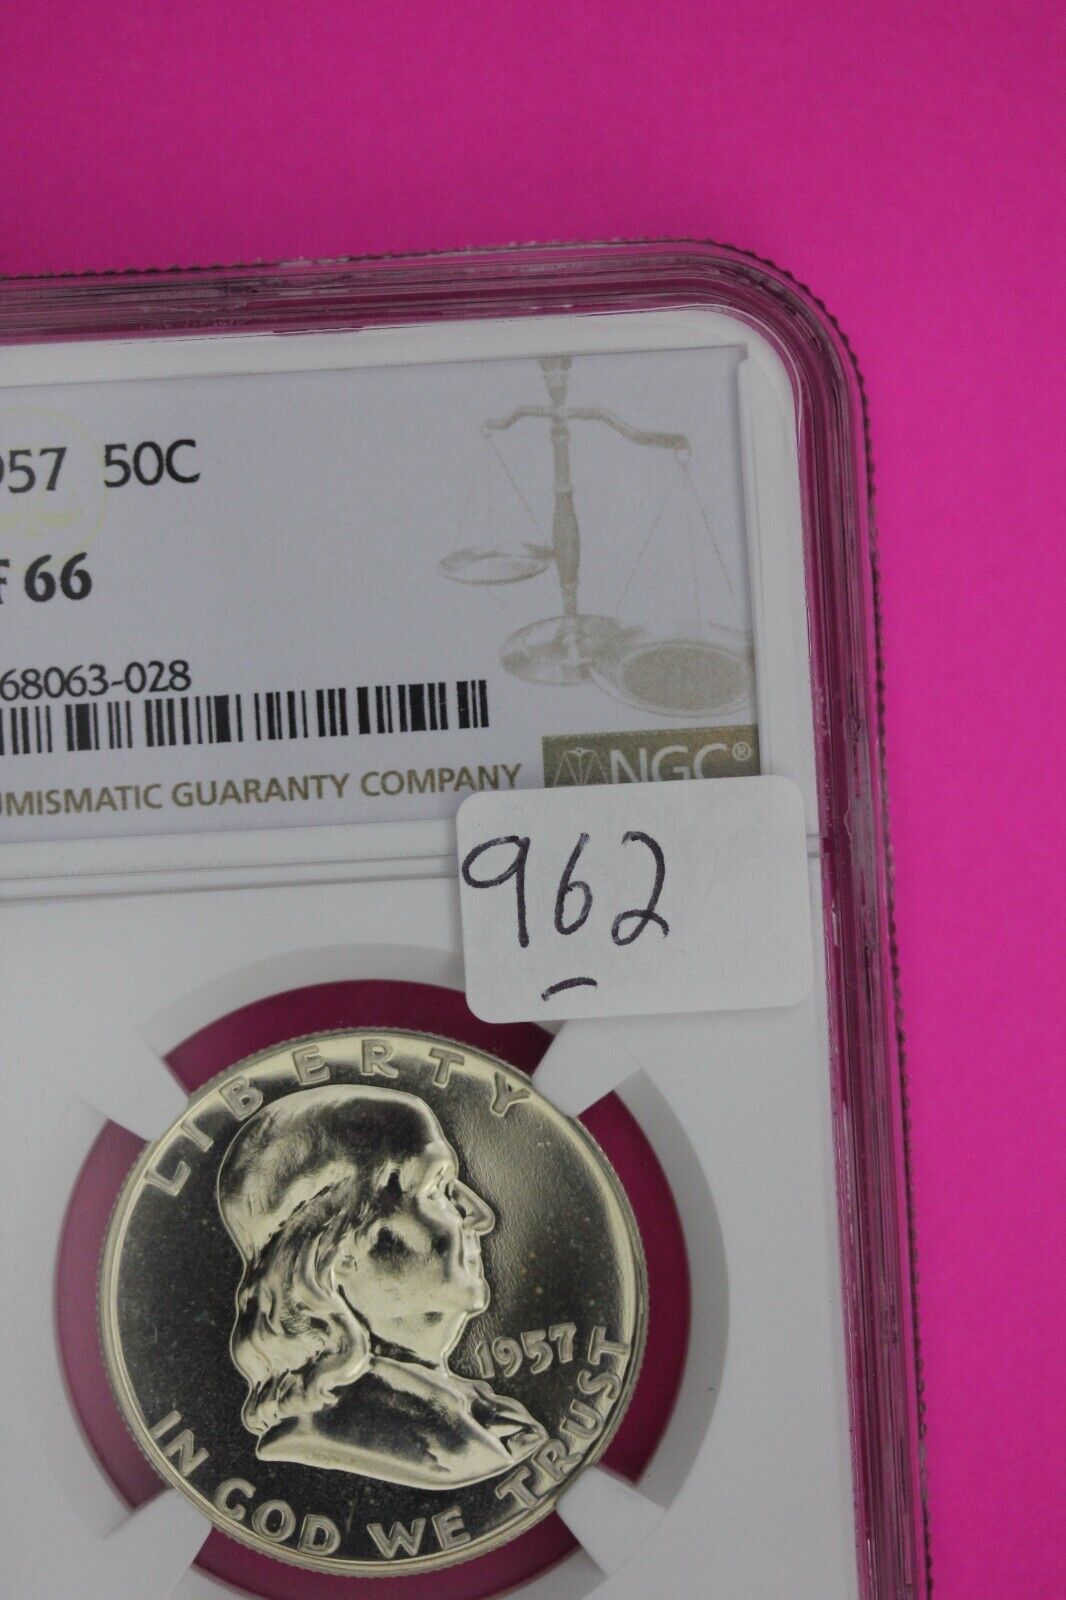 957 50C
F 66
68063-028
UMISMATIC GUARANTY COMPANY
NGC®
962
LIBERTY
1957
IN GOD WE TRUST